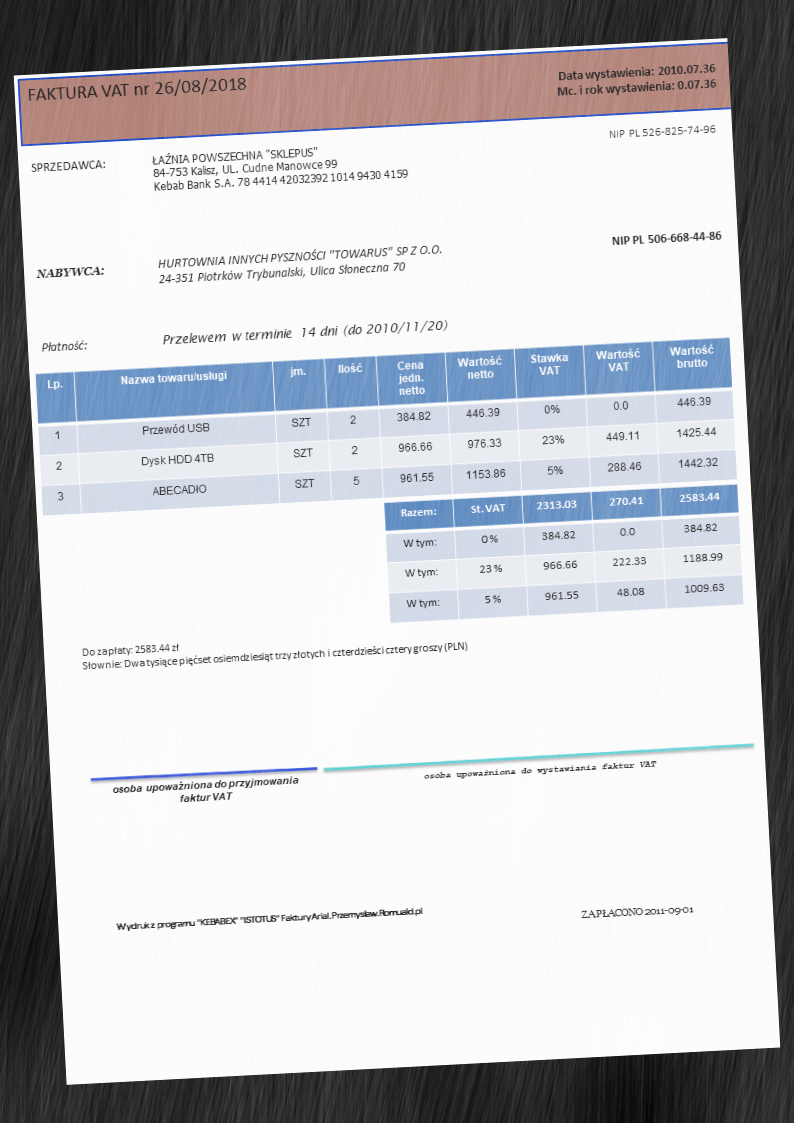 FAKTURA VAT nr 26/08/2018
Data wystawienia: 2010.07.36
Mc. i rok wystawienia: 0.07.36
NIP PL 526-825-74-96
SPRZEDAWCA:
ŁAŹNIA POWSZECHNA "SKLEPUS"
84-753 Kalisz, UL. Cudne Manowce 99
Kebab Bank S.A. 78 4414 42032392 1014 9430 4159
NIP PL 506-668-44-86
NABYWCA:
HURTOWNIA INNYCH PYSZNOŚCI "TOWARUS" SP Z O.O.
24-351 Piotrków Trybunalski, Ulica Słoneczna 70
Płatność: Przelewem w terminie 14 dni (do 2010/11/20)
Lp. Nazwa towaru/usługi jm. Ilość Cena jedn. netto Wartość netto Stawka VAT Wartość VAT Wartość brutto
1 Przewód USB SZT 2 384.82 446.39 0% 0.0 446.39
2 Dysk HDD 4TB SZT 2 966.66 976.33 23% 449.11 1425.44
3 ABECADŁO SZT 5 961.55 1153.86 5% 288.46 1442.32
Razem: St. VAT 2313.03 270.41 2583.44
W tym: 0% 384.82 0.0 384.82
W tym: 23% 966.66 222.33 1188.99
W tym: 5% 961.55 48.08 1009.63
Do zapłaty: 2583.44 zł
Słownie: Dwa tysiące pięćset osiemdziesiąt trzy złotych i czterdzieści cztery groszy (PLN)
osoba upoważniona do przyjmowania
faktur VAT
osoba upoważniona do wystawiania faktur VAT
Wydruk z programu "KEBABEX" "ISTOTUS" Faktury.Arial.Przemysław.Romuald.pl
ZAPŁACONO 2011-09-01